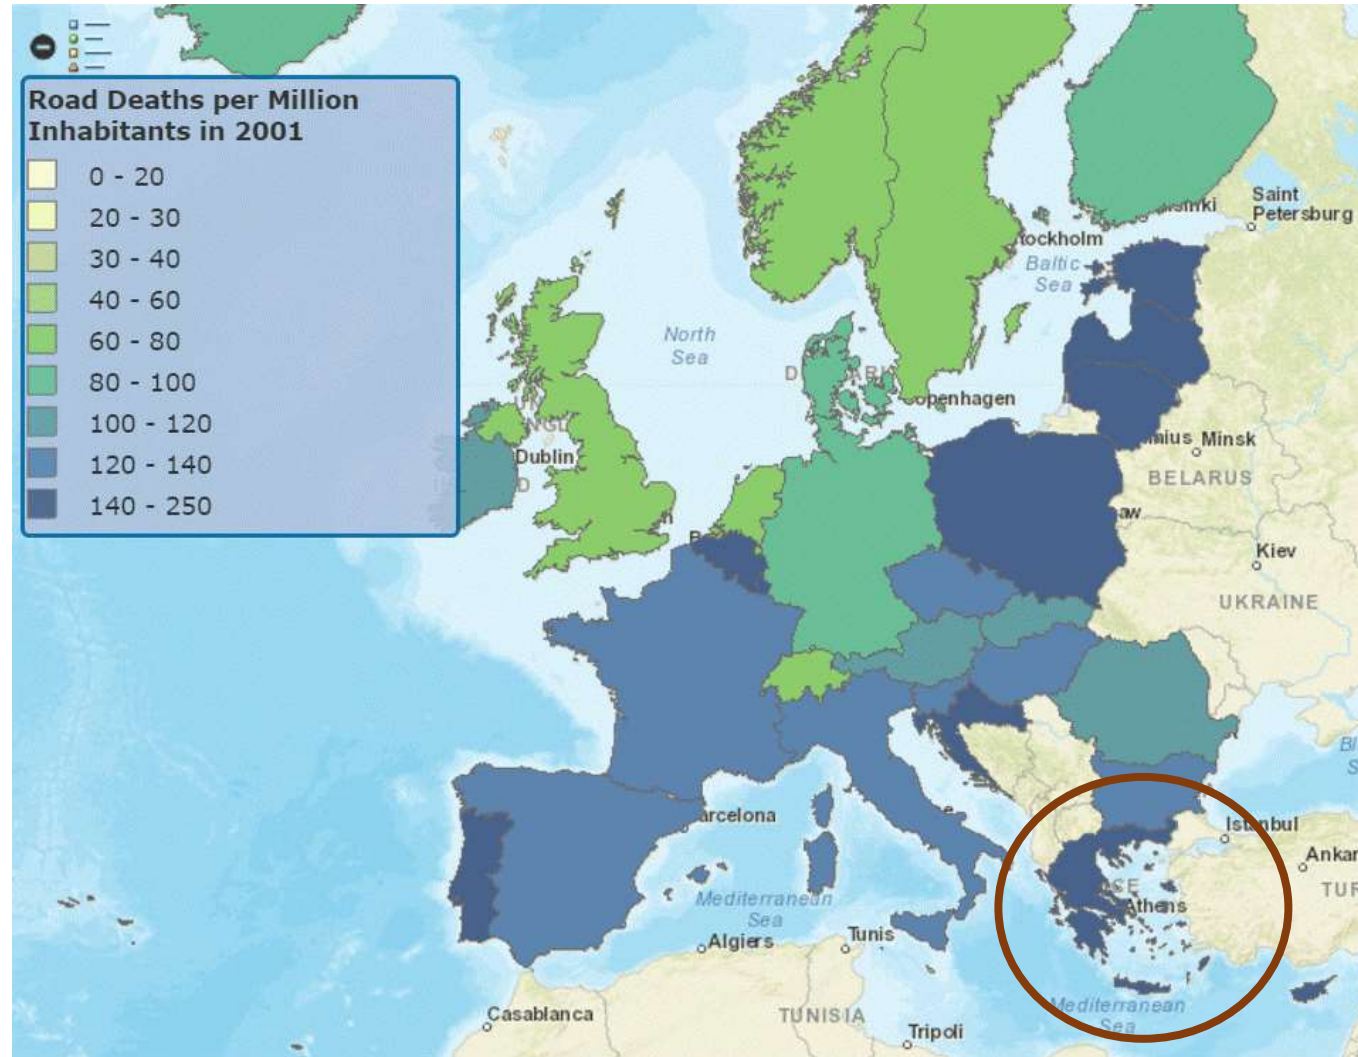 Road Deaths per Million
Inhabitants in 2001
0 - 20
20 - 30
30 - 40
40 - 60
60 - 80
80 - 100
100 - 120
120 - 140
140 - 250
Saint
Petersburg
tockholm
Baltic
Sea
North
Sea
openhagen
Minsk
BELARUS
Dublin
Kiev
UKRAINE
arcelona
Istanbul
Ankar
Mediterranean
Sea
Athens
Algiers
Tunis
Casablanca
TUNISIA
Tripoli
Mediterranean
Sea